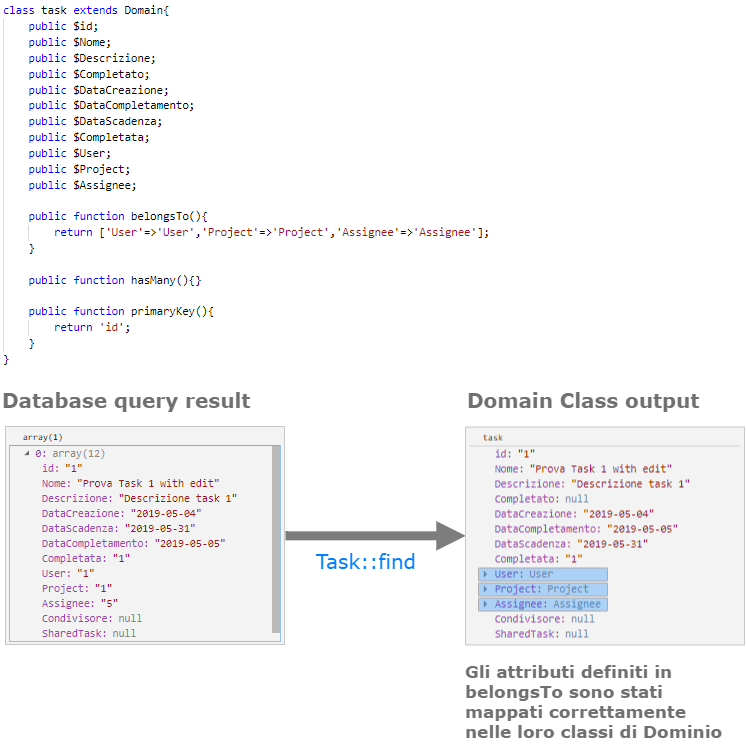 class task extends Domain{
public $id;
public $Nome;
public $Descrizione;
public $Completato;
public $DataCreazione;
public $DataCompletamento;
public $DataScadenza;
public $Completata;
public $User;
public $Project;
public $Assignee;
public function belongsTo(){
return ['User'=>'User','Project'=>'Project','Assignee'=>'Assignee'];
}
public function hasMany(){}
public function primaryKey(){
return 'id';
}
}
Database query result
array(1)
0: array(12)
id: "1"
Nome: "Prova Task 1 with edit"
Descrizione: "Descrizione task 1"
DataCreazione: "2019-05-04"
DataScadenza: "2019-05-31"
DataCompletamento: "2019-05-05"
Completata: "1"
User: "1"
Project: "1"
Assignee: "5"
Condivisore: null
SharedTask: null
Task::find
Domain Class output
task
id: "1"
Nome: "Prova Task 1 with edit"
Descrizione: "Descrizione task 1"
Completato: null
DataCreazione: "2019-05-04"
DataCompletamento: "2019-05-05"
DataScadenza: "2019-05-31"
Completata: "1"
User: User
Project: Project
Assignee: Assignee
Condivisore: null
SharedTask: null
Gli attributi definiti in
belongsTo sono stati
mappati correttamente
nelle loro classi di Dominio